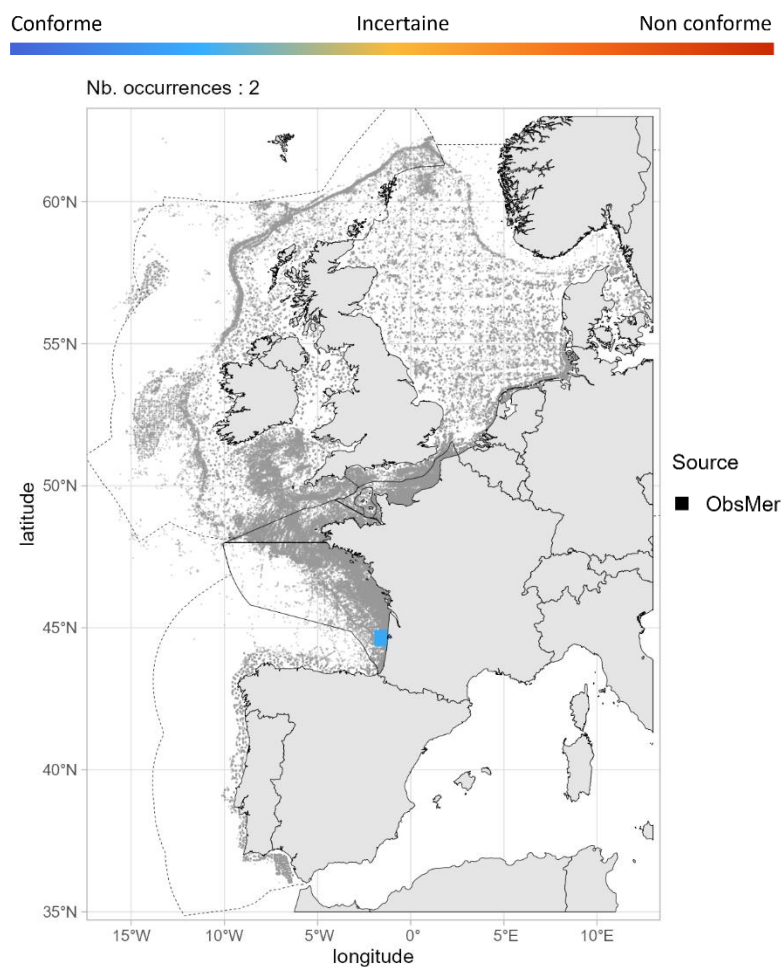 Conforme Incertaine Non conforme
Nb. occurrences : 2
60°N
55°N
50°N
45°N
40°N
35°N
latitude
15°W 10°W 5°W 0° 5°E 10°E
longitude
Source
ObsMer